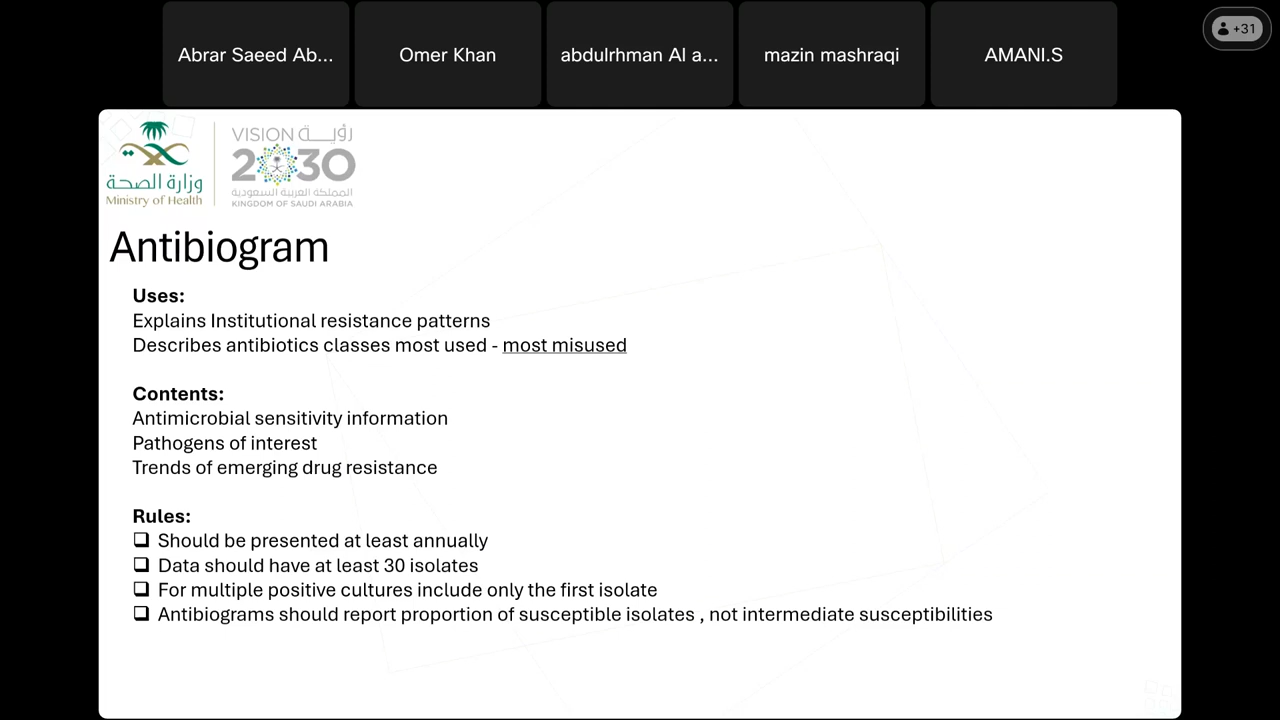 Abrar Saeed Ab...
Omer Khan
abdulrhman Al a...
mazin mashraqi
AMANI.S
+31
وزارة الصحة
Ministry of Health
VISION رؤيـــة
2030
المملكة العربية السعودية
KINGDOM OF SAUDI ARABIA
Antibiogram
Uses:
Explains Institutional resistance patterns
Describes antibiotics classes most used - most misused
Contents:
Antimicrobial sensitivity information
Pathogens of interest
Trends of emerging drug resistance
Rules:
❑ Should be presented at least annually
❑ Data should have at least 30 isolates
❑ For multiple positive cultures include only the first isolate
❑ Antibiograms should report proportion of susceptible isolates , not intermediate susceptibilities